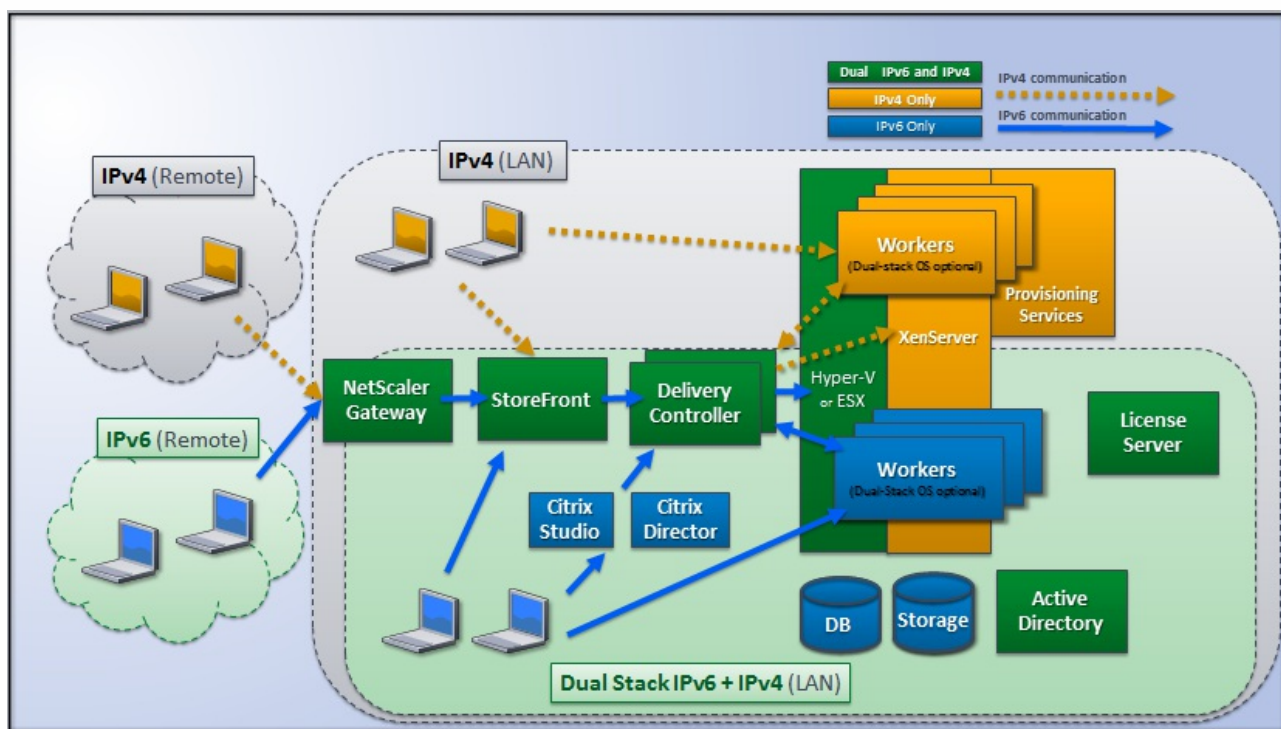 Dual IPv6 and IPv4
IPv4 Only
IPv6 Only
IPv4 communication
IPv6 communication
IPv4 (Remote)
IPv4 (LAN)
Workers
(Dual-stack OS optional)
Provisioning
Services
XenServer
NetScaler
Gateway
StoreFront
Delivery
Controller
Hyper-V
or ESX
License
Server
IPv6 (Remote)
Workers
(Dual-Stack OS optional)
Citrix
Studio
Citrix
Director
DB
Storage
Active
Directory
Dual Stack IPv6 + IPv4 (LAN)